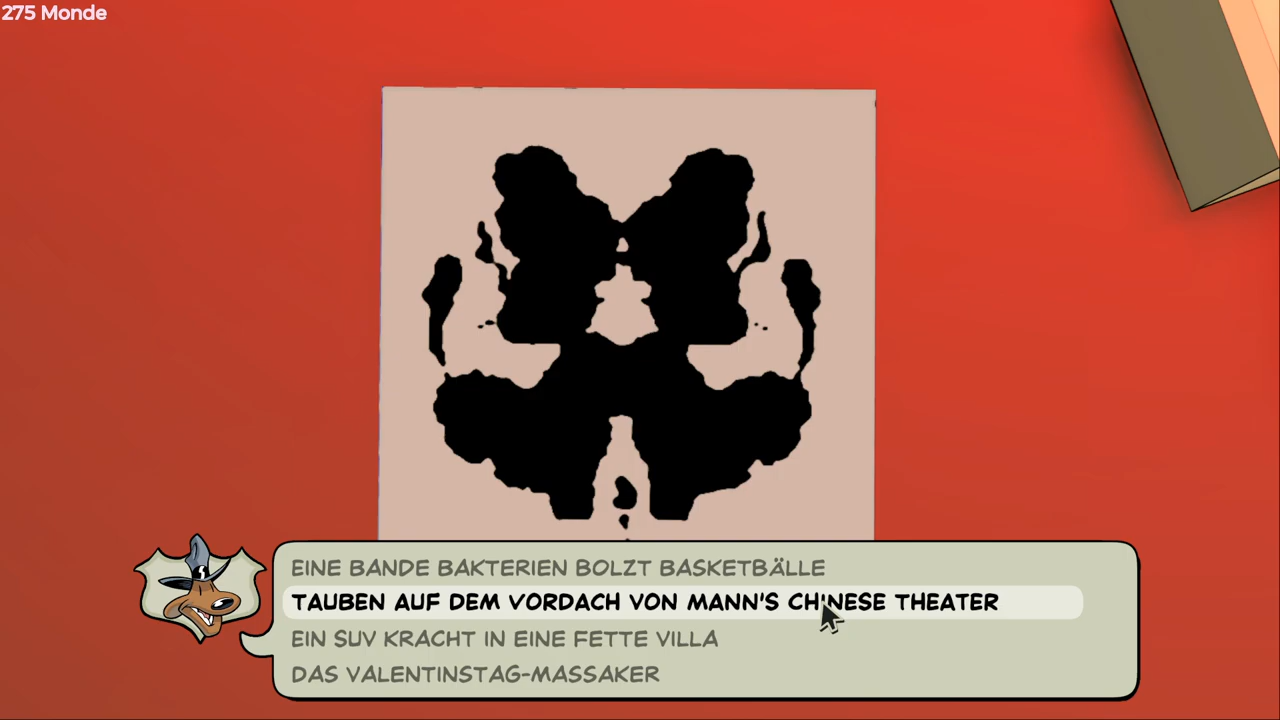 275 Monde
EINE BANDE BAKTERIEN BOLZT BASKETBÄLLE
TAUBEN AUF DEM VORDACH VON MANN'S CHINESE THEATER
EIN SUV KRACHT IN EINE FETTE VILLA
DAS VALENTINSTAG-MASSAKER